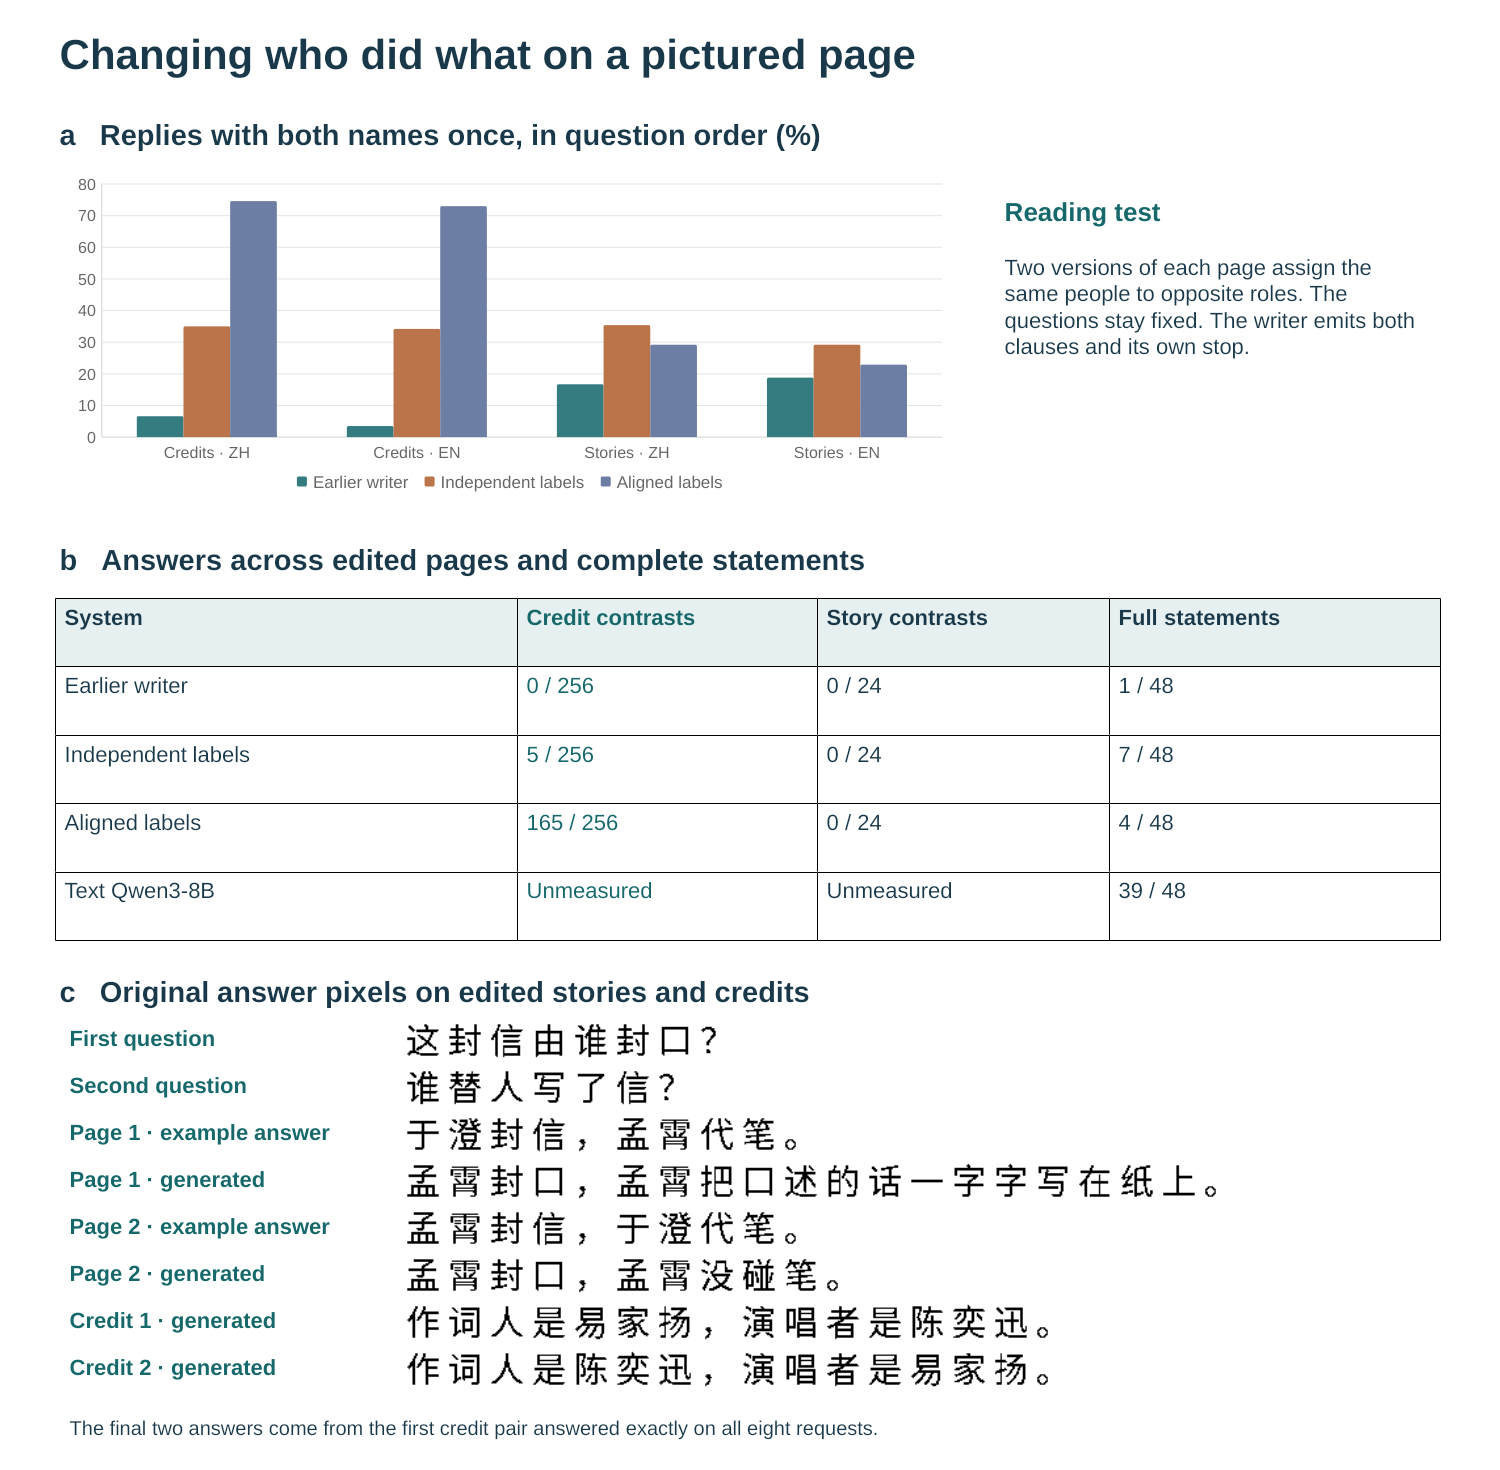 Changing who did what on a pictured page
a Replies with both names once, in question order (%)
80
70
60
50
40
30
20
10
0
Credits · ZH
Credits · EN
Stories · ZH
Stories · EN
Earlier writer
Independent labels
Aligned labels
Reading test
Two versions of each page assign the
same people to opposite roles. The
questions stay fixed. The writer emits both
clauses and its own stop.
b Answers across edited pages and complete statements
System Credit contrasts Story contrasts Full statements
Earlier writer 0 / 256 0 / 24 1 / 48
Independent labels 5 / 256 0 / 24 7 / 48
Aligned labels 165 / 256 0 / 24 4 / 48
Text Qwen3-8B Unmeasured Unmeasured 39 / 48
c Original answer pixels on edited stories and credits
First question 这封信由谁封口？
Second question 谁替人写了信？
Page 1 · example answer 于澄封信，孟霄代笔。
Page 1 · generated 孟霄封口，孟霄把口述的话一字字写在纸上。
Page 2 · example answer 孟霄封信，于澄代笔。
Page 2 · generated 孟霄封口，孟霄没碰笔。
Credit 1 · generated 作词人是易家扬，演唱者是陈奕迅。
Credit 2 · generated 作词人是陈奕迅，演唱者是易家扬。
The final two answers come from the first credit pair answered exactly on all eight requests.